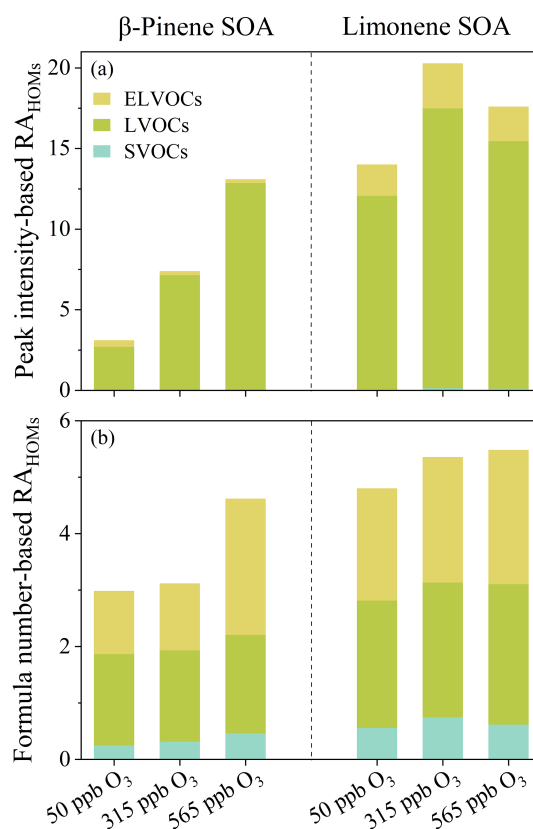 β-Pinene SOA Limonene SOA
(a)
ELVOCs
LVOCs
SVOCs
Peak intensity-based RA_HOMs
20
15
10
5
0
(b)
Formula number-based RA_HOMs
6
4
2
0
50 ppb O₃ 315 ppb O₃ 565 ppb O₃ 50 ppb O₃ 315 ppb O₃ 565 ppb O₃